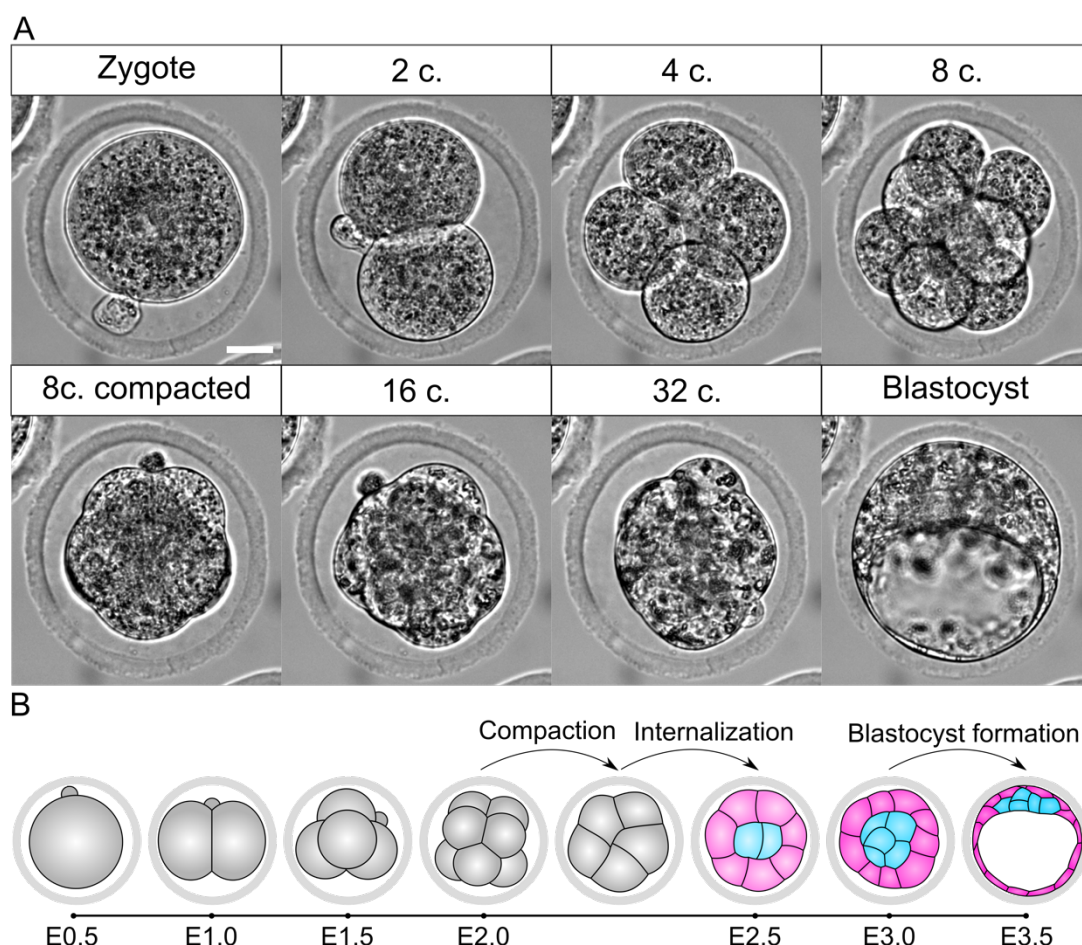 A
Zygote
2 c.
4 c.
8 c.
8c. compacted
16 c.
32 c.
Blastocyst
B
Compaction
Internalization
Blastocyst formation
E0.5
E1.0
E1.5
E2.0
E2.5
E3.0
E3.5